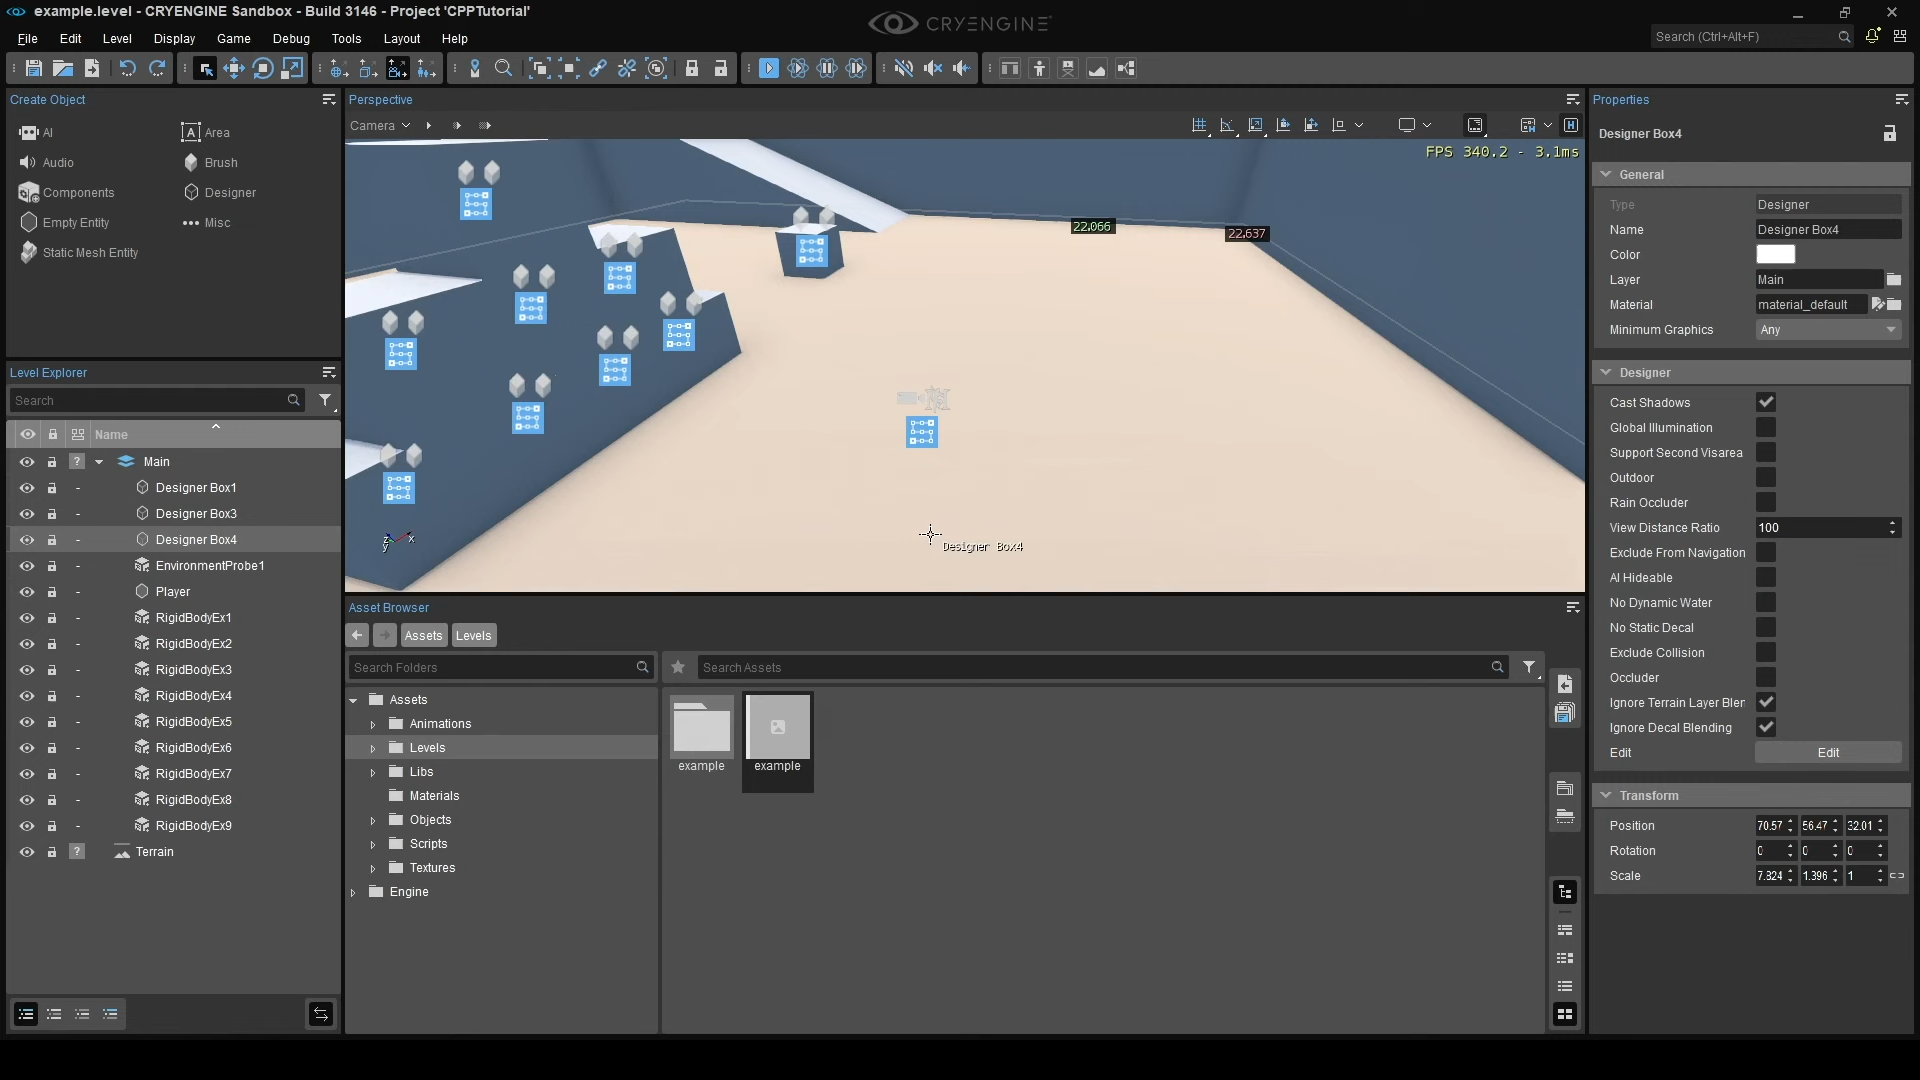 example.level - CRYENGINE Sandbox - Build 3146 - Project 'CPPTutorial'
CRYENGINE
File Edit Level Display Game Debug Tools Layout Help
Search (Ctrl+Alt+F)
Create Object
AI
Area
Audio
Brush
Components
Designer
Empty Entity
Misc
Static Mesh Entity
Level Explorer
Search
Name
Main
Designer Box1
Designer Box3
Designer Box4
EnvironmentProbe1
Player
RigidBodyEx1
RigidBodyEx2
RigidBodyEx3
RigidBodyEx4
RigidBodyEx5
RigidBodyEx6
RigidBodyEx7
RigidBodyEx8
RigidBodyEx9
Terrain
Perspective
Camera
FPS 340.2 - 3.1ms
22.066
22.637
Designer Box4
z
y
x
Asset Browser
Assets
Levels
Search Folders
Search Assets
Assets
Animations
Levels
Libs
Materials
Objects
Scripts
Textures
Engine
example
example
Properties
Designer Box4
General
Type Designer
Name Designer Box4
Color
Layer Main
Material material_default
Minimum Graphics Any
Designer
Cast Shadows
Global Illumination
Support Second Visarea
Outdoor
Rain Occluder
View Distance Ratio 100
Exclude From Navigation
AI Hideable
No Dynamic Water
No Static Decal
Exclude Collision
Occluder
Ignore Terrain Layer Bler
Ignore Decal Blending
Edit Edit
Transform
Position 70.57 56.47 32.01
Rotation 0 0 0
Scale 7.824 1.396 1